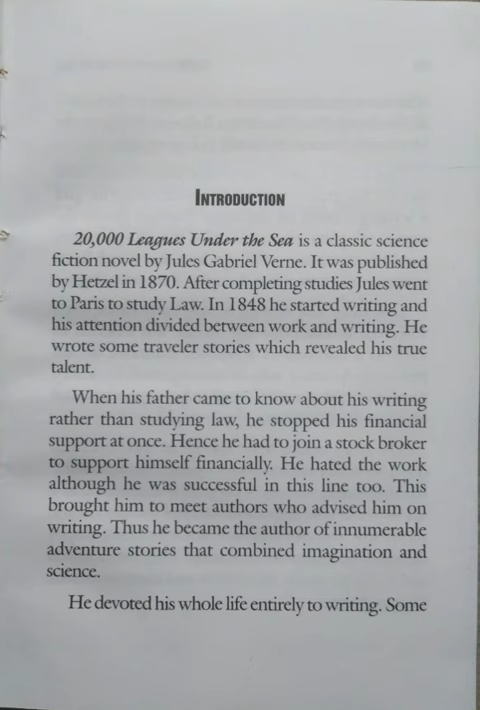 INTRODUCTION
20,000 Leagues Under the Sea is a classic science
fiction novel by Jules Gabriel Verne. It was published
by Hetzel in 1870. After completing studies Jules went
to Paris to study Law. In 1848 he started writing and
his attention divided between work and writing. He
wrote some traveler stories which revealed his true
talent.
When his father came to know about his writing
rather than studying law, he stopped his financial
support at once. Hence he had to join a stock broker
to support himself financially. He hated the work
although he was successful in this line too. This
brought him to meet authors who advised him on
writing. Thus he became the author of innumerable
adventure stories that combined imagination and
science.
He devoted his whole life entirely to writing. Some